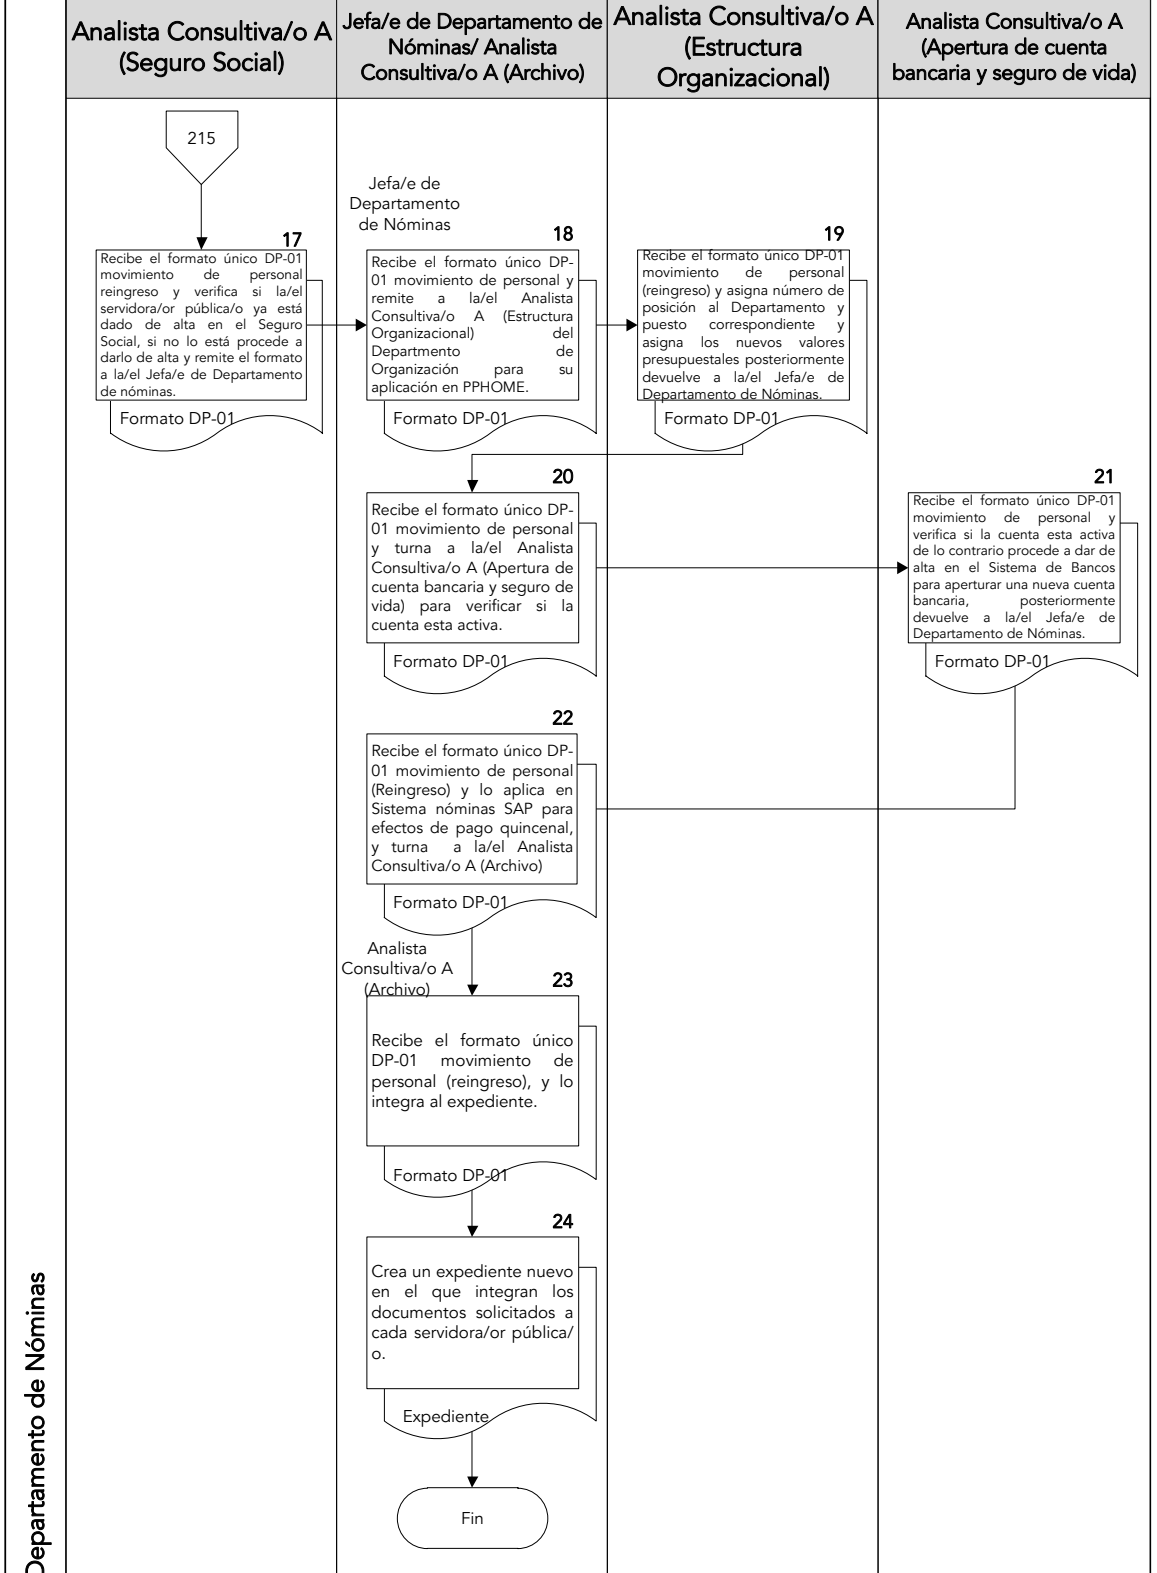 Analista Consultiva/o A
(Seguro Social)
Jefa/e de Departamento de
Nóminas/ Analista
Consultiva/o A (Archivo)
Analista Consultiva/o A
(Estructura
Organizacional)
Analista Consultiva/o A
(Apertura de cuenta
bancaria y seguro de vida)
215
17
Recibe el formato único DP-01
movimiento de personal
reingreso y verifica si la/el
servidora/or pública/o ya está
dado de alta en el Seguro
Social, si no lo está procede a
darlo de alta y remite el formato
a la/el Jefa/e de Departamento
de nóminas.
Formato DP-01
Jefa/e de
Departamento
de Nóminas
18
Recibe el formato único DP-
01 movimiento de personal y
remite a la/el Analista
Consultiva/o A (Estructura
Organizacional) del
Departmento de
Organización para su
aplicación en PPHOME.
Formato DP-01
19
Recibe el formato único DP-01
movimiento de personal
(reingreso) y asigna número de
posición al Departamento y
puesto correspondiente y
asigna los nuevos valores
presupuestales posteriormente
devuelve a la/el Jefa/e de
Departamento de Nóminas.
Formato DP-01
20
Recibe el formato único DP-
01 movimiento de personal
y turna a la/el Analista
Consultiva/o A (Apertura de
cuenta bancaria y seguro de
vida) para verificar si la
cuenta esta activa.
Formato DP-01
21
Recibe el formato único DP-01
movimiento de personal y
verifica si la cuenta esta activa
de lo contrario procede a dar de
alta en el Sistema de Bancos
para aperturar una nueva cuenta
bancaria, posteriormente
devuelve a la/el Jefa/e de
Departamento de Nóminas.
Formato DP-01
22
Recibe el formato único DP-
01 movimiento de personal
(Reingreso) y lo aplica en
Sistema nóminas SAP para
efectos de pago quincenal,
y turna a la/el Analista
Consultiva/o A (Archivo)
Formato DP-01
Analista
Consultiva/o A
(Archivo)
23
Recibe el formato único
DP-01 movimiento de
personal (reingreso), y lo
integra al expediente.
Formato DP-01
24
Crea un expediente nuevo
en el que integran los
documentos solicitados a
cada servidora/or pública/
o.
Expediente
Fin
Departamento de Nóminas